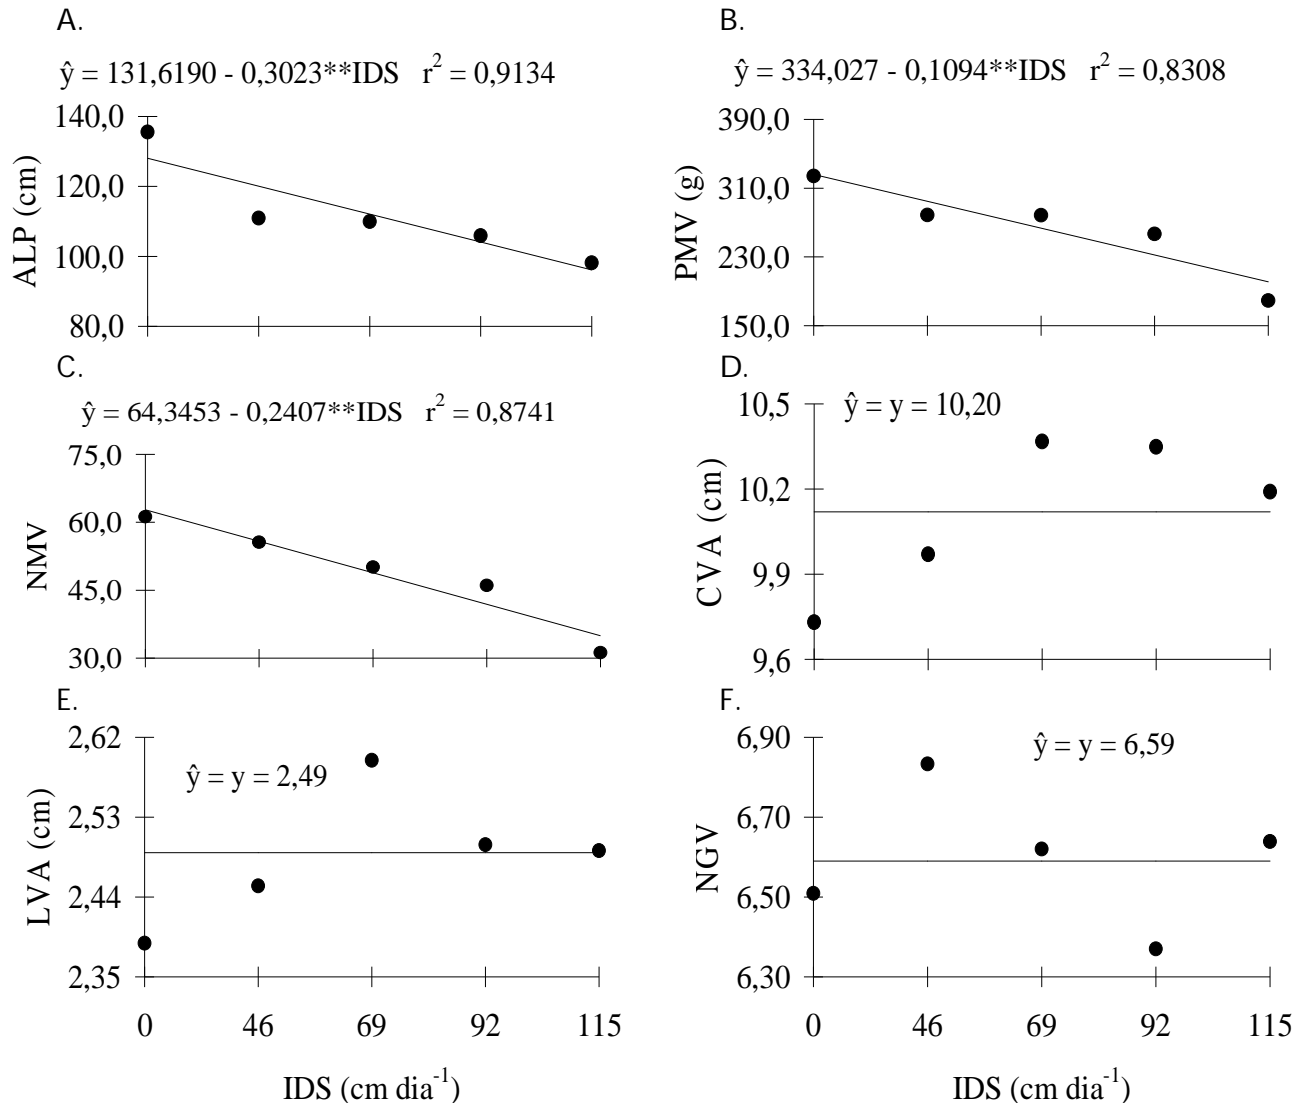 A.
ŷ = 131,6190 - 0,3023**IDS r² = 0,9134
140,0
120,0
100,0
80,0
ALP (cm)
B.
ŷ = 334,027 - 0,1094**IDS r² = 0,8308
390,0
310,0
230,0
150,0
PMV (g)
C.
ŷ = 64,3453 - 0,2407**IDS r² = 0,8741
75,0
60,0
45,0
30,0
NMV
D.
ŷ = y = 10,20
10,5
10,2
9,9
9,6
CVA (cm)
E.
ŷ = y = 2,49
2,62
2,53
2,44
2,35
LVA (cm)
0 46 69 92 115
IDS (cm dia⁻¹)
F.
ŷ = y = 6,59
6,90
6,70
6,50
6,30
NGV
0 46 69 92 115
IDS (cm dia⁻¹)